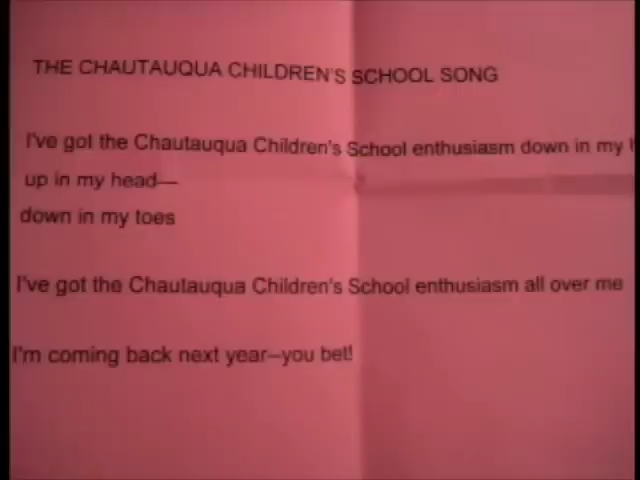 THE CHAUTAUQUA CHILDREN'S SCHOOL SONG
I've got the Chautauqua Children's School enthusiasm down in my
up in my head—
down in my toes
I've got the Chautauqua Children's School enthusiasm all over me
I'm coming back next year–you bet!